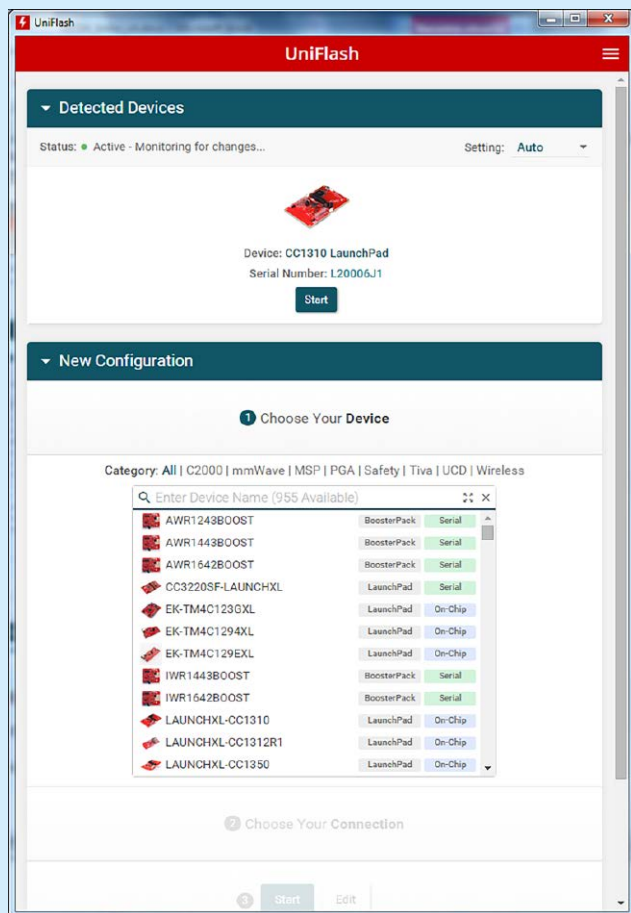 UniFlash
UniFlash
Detected Devices
Status: Active - Monitoring for changes... Setting: Auto
Device: CC1310 LaunchPad
Serial Number: L20006J1
Start
New Configuration
1 Choose Your Device
Category: All | C2000 | mmWave | MSP | PGA | Safety | Tiva | UCD | Wireless
Enter Device Name (955 Available)
AWR1243BOOST BoosterPack Serial
AWR1443BOOST BoosterPack Serial
AWR1642BOOST BoosterPack Serial
CC3220SF-LAUNCHXL LaunchPad Serial
EK-TM4C123GXL LaunchPad On-Chip
EK-TM4C1294XL LaunchPad On-Chip
EK-TM4C129EXL LaunchPad On-Chip
IWR1443BOOST BoosterPack Serial
IWR1642BOOST BoosterPack Serial
LAUNCHXL-CC1310 LaunchPad On-Chip
LAUNCHXL-CC1312R1 LaunchPad On-Chip
LAUNCHXL-CC1350 LaunchPad On-Chip
2 Choose Your Connection
3 Start Edit